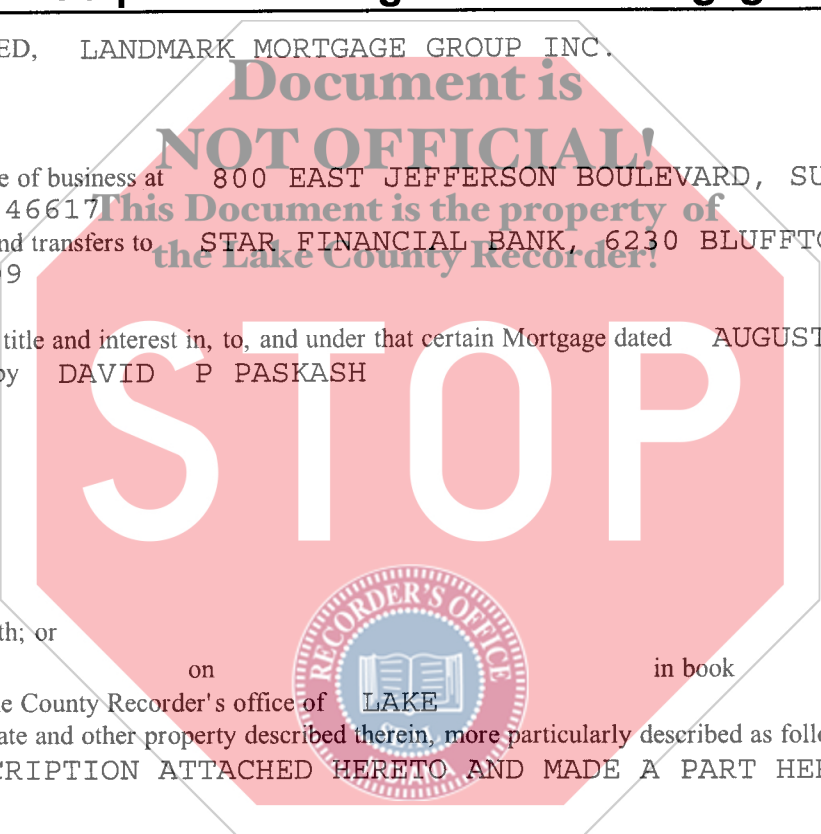 ED, LANDMARK MORTGAGE GROUP INC.
Document is
NOT OFFICIAL!
e of business at 800 EAST JEFFERSON BOULEVARD, SU
46617
This Document is the property of
nd transfers to STAR FINANCIAL BANK, 6230 BLUFFTO
the Lake County Recorder!
9
title and interest in, to, and under that certain Mortgage dated AUGUST
by DAVID P PASKASH
STOP
RECORDER'S OFFICE
th; or
on in book
e County Recorder's office of LAKE
ate and other property described therein, more particularly described as follo
SEAL
CRIPTION ATTACHED HERETO AND MADE A PART HER
INDIANA